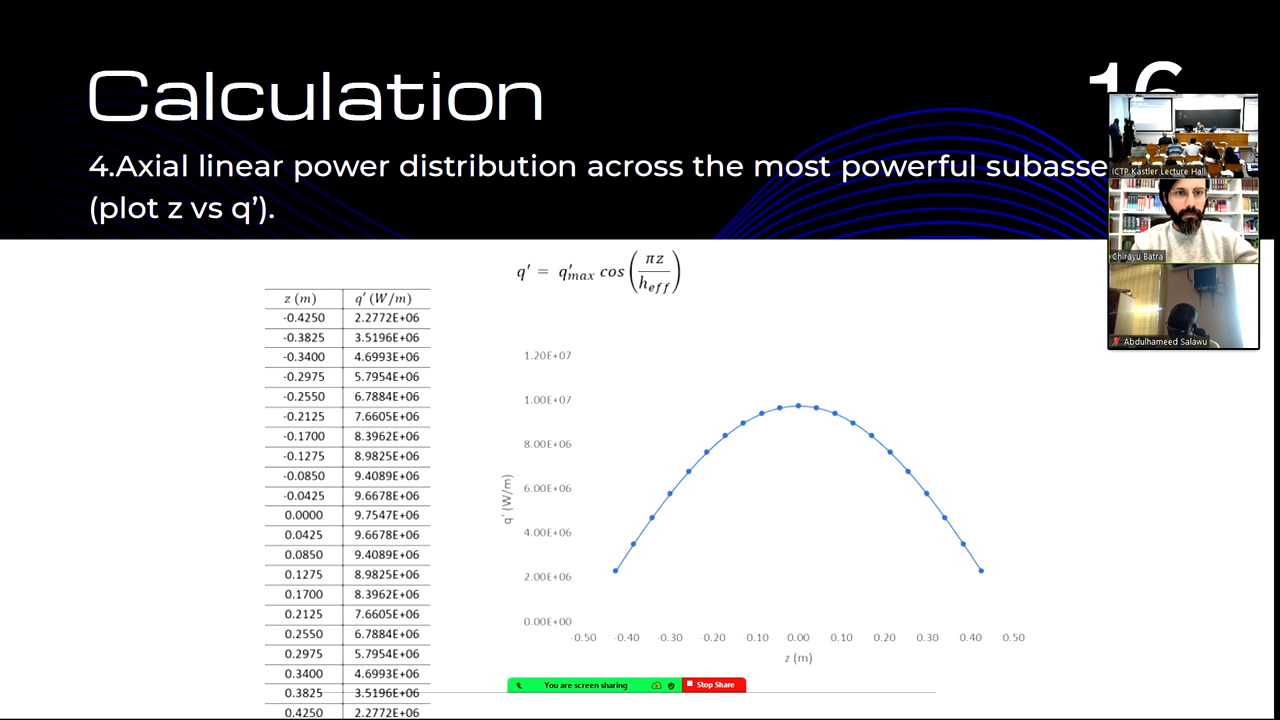 Calculation
16
4.Axial linear power distribution across the most powerful subasse
(plot z vs q’).
ICTP Kastler Lecture Hall
Chirayu Batra
Abdulhameed Salawu
q′ = q′max cos(πz/heff)
z (m) q′ (W/m)
-0.4250 2.2772E+06
-0.3825 3.5196E+06
-0.3400 4.6993E+06
-0.2975 5.7954E+06
-0.2550 6.7884E+06
-0.2125 7.6605E+06
-0.1700 8.3962E+06
-0.1275 8.9825E+06
-0.0850 9.4089E+06
-0.0425 9.6678E+06
0.0000 9.7547E+06
0.0425 9.6678E+06
0.0850 9.4089E+06
0.1275 8.9825E+06
0.1700 8.3962E+06
0.2125 7.6605E+06
0.2550 6.7884E+06
0.2975 5.7954E+06
0.3400 4.6993E+06
0.3825 3.5196E+06
0.4250 2.2772E+06
1.20E+07
1.00E+07
8.00E+06
6.00E+06
4.00E+06
2.00E+06
0.00E+00
q' (W/m)
-0.50 -0.40 -0.30 -0.20 -0.10 0.00 0.10 0.20 0.30 0.40 0.50
z (m)
You are screen sharing Stop Share